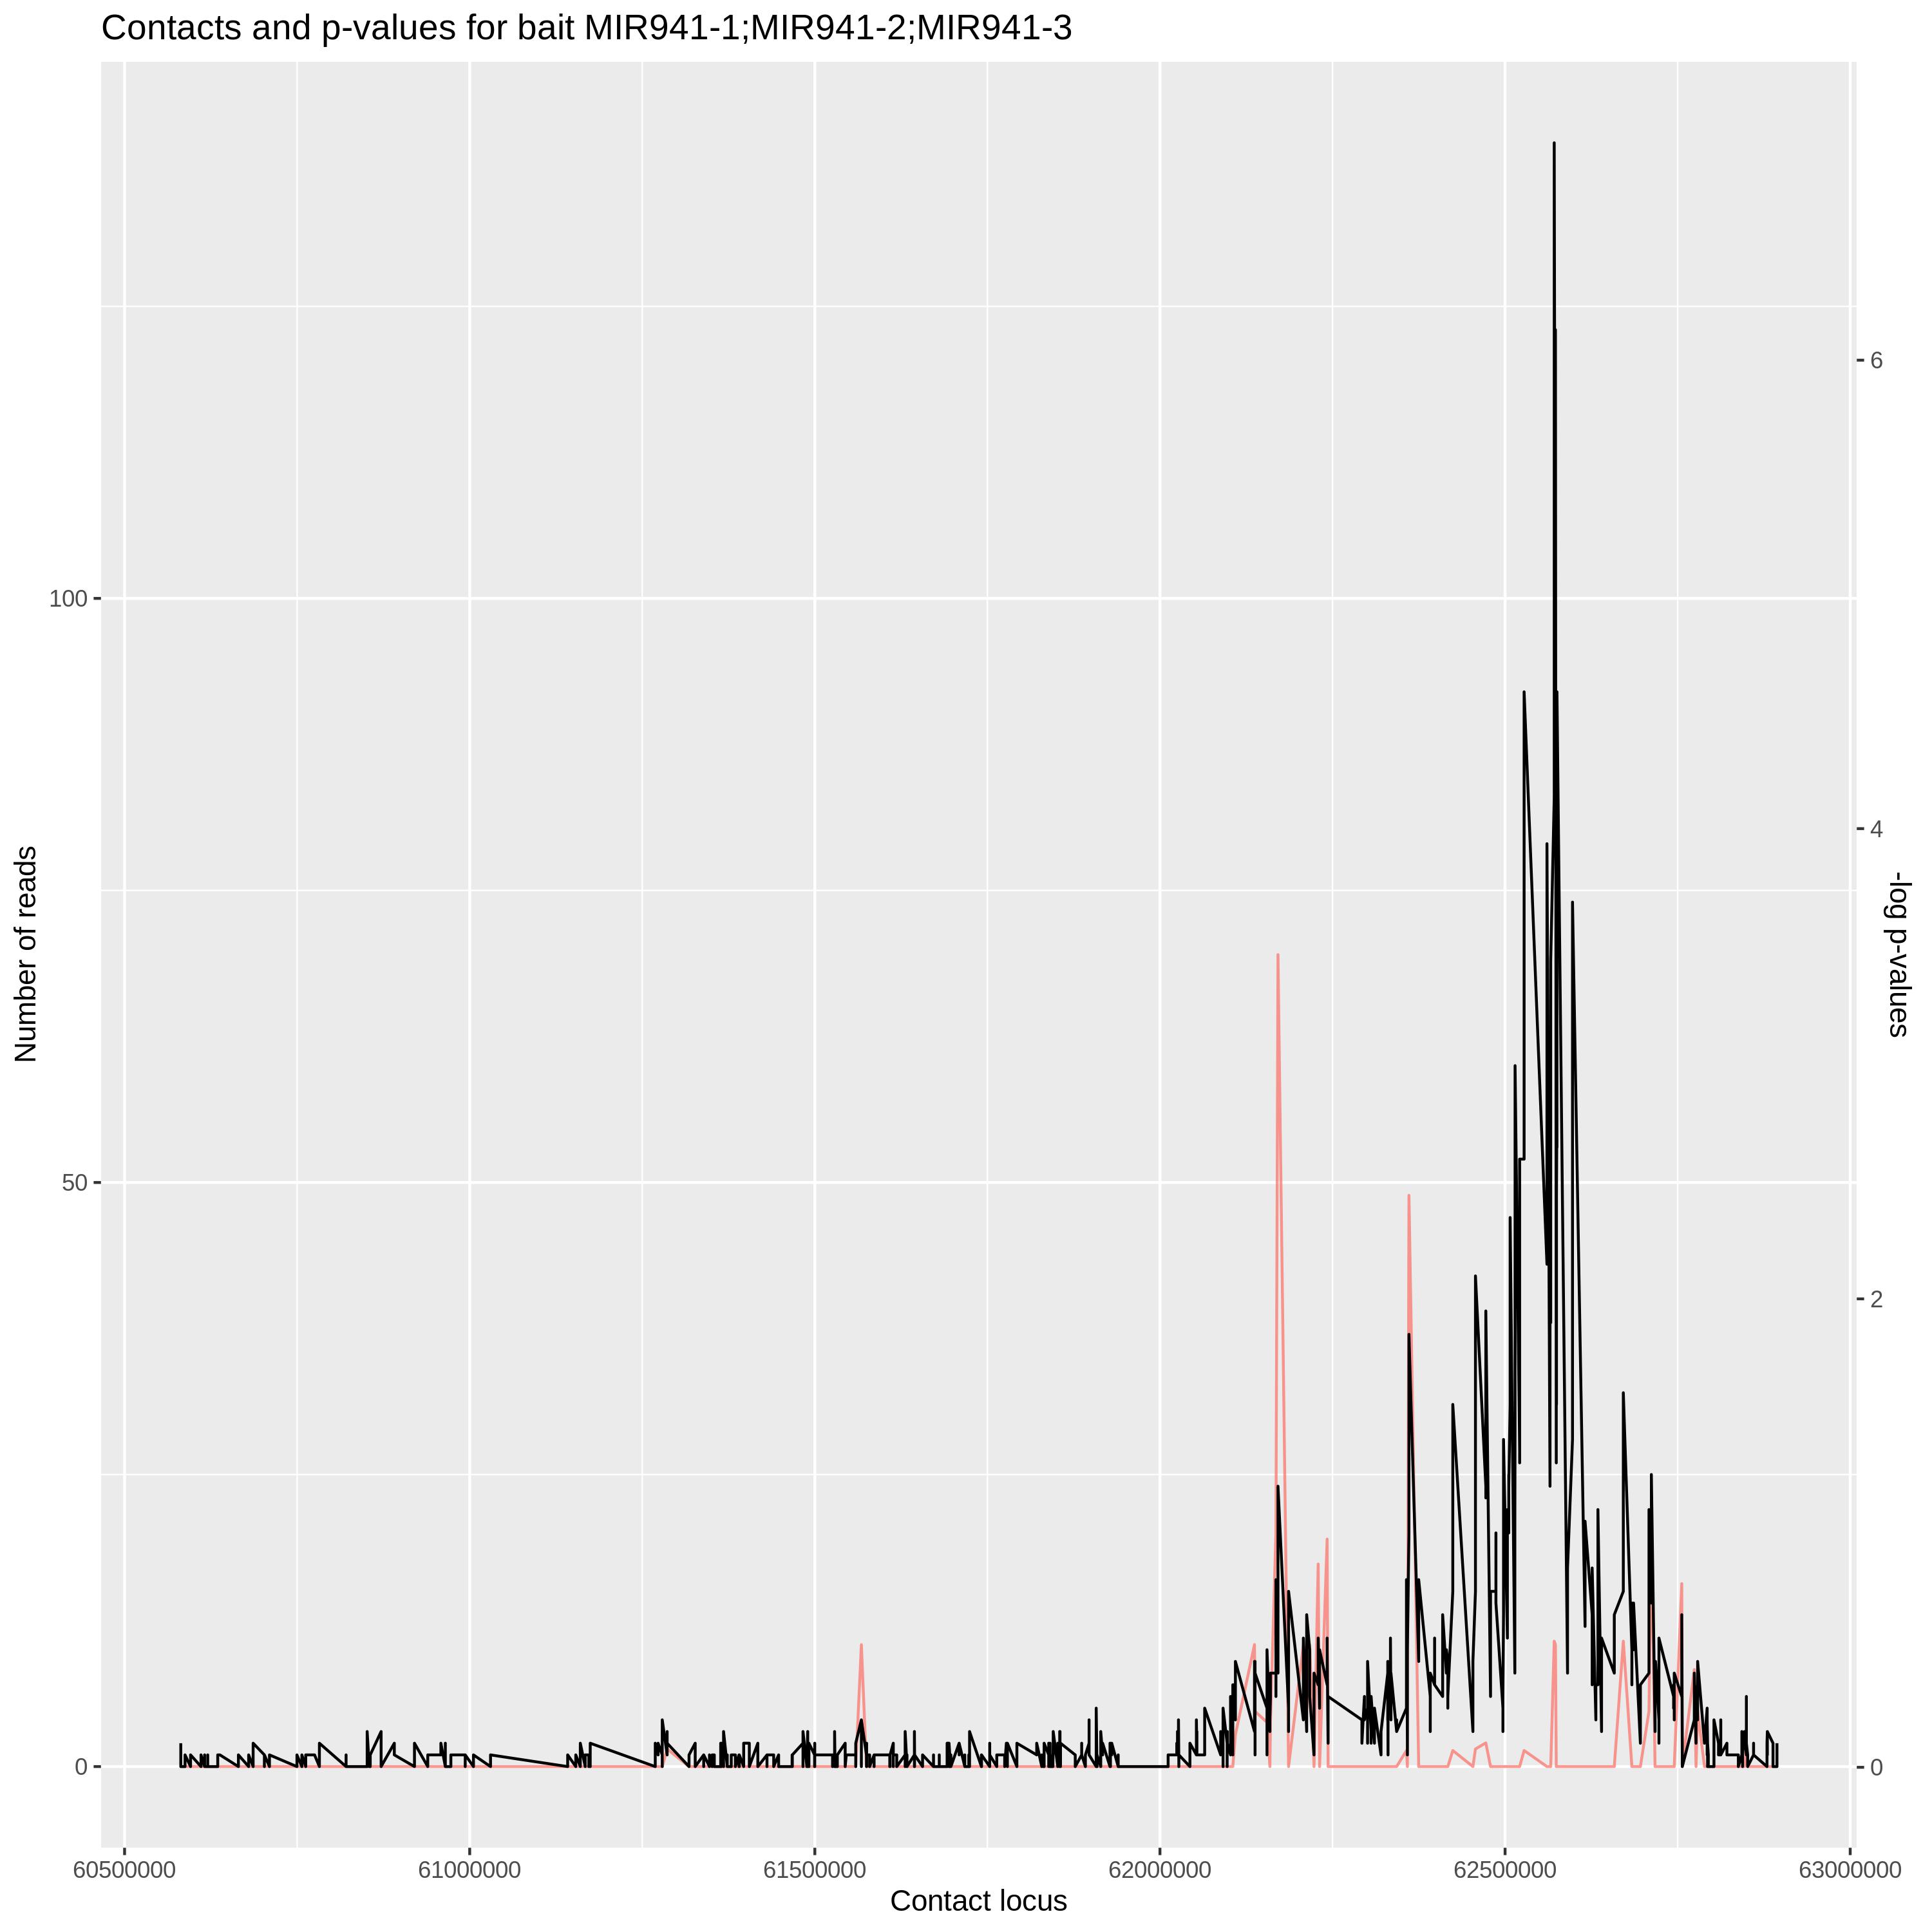 Contacts and p-values for bait MIR941-1;MIR941-2;MIR941-3
Number of reads
100
50
0
6
4
2
0
-log p-values
60500000 61000000 61500000 62000000 62500000 63000000
Contact locus